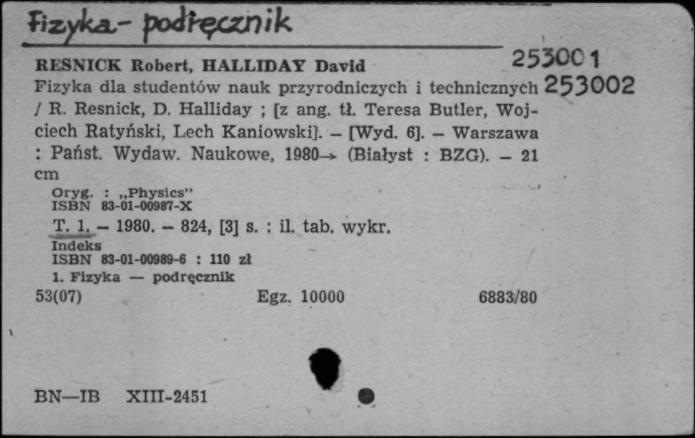 Fizyka - podręcznik
253001
RESNICK Robert, HALLIDAY David
Fizyka dla studentów nauk przyrodniczych i technicznych 253002
/ R. Resnick, D. Halliday ; [z ang. tł. Teresa Butler, Woj-
ciech Ratyński, Lech Kaniowski]. — [Wyd. 6]. — Warszawa
: Państ. Wydaw. Naukowe, 1980→ (Białyst : BZG). — 21
cm
Oryg. : „Physics”
ISBN 83-01-00987-X
T. 1. — 1980. — 824, [3] s. : il. tab. wykr.
Indeks
ISBN 83-01-00989-6 : 110 zł
1. Fizyka — podręcznik
53(07) Egz. 10000 6883/80
BN—IB XIII-2451